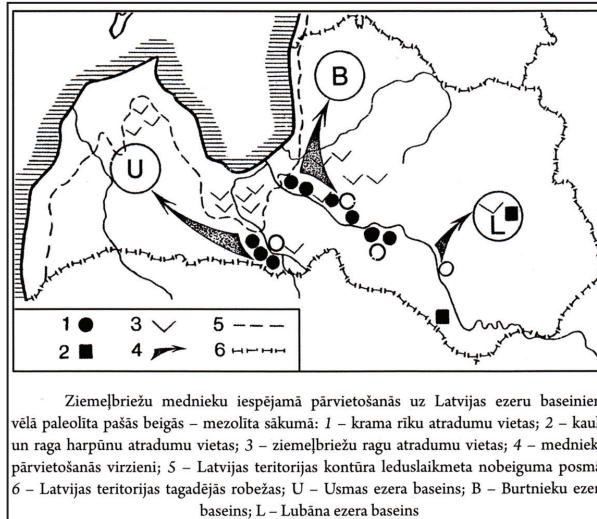 B
U
L
1 3 5
2 4 6
Ziemeļbriežu mednieku iespējamā pārvietošanās uz Latvijas ezeru baseinien
vēlā paleolīta pašās beigās – mezolīta sākumā: 1 – krama rīku atradumu vietas; 2 – kaul
un raga harpūnu atradumu vietas; 3 – ziemeļbriežu ragu atradumu vietas; 4 – medniek
pārvietošanās virzieni; 5 – Latvijas teritorijas kontūra leduslaikmeta nobeiguma posmā
6 – Latvijas teritorijas tagadējās robežas; U – Usmas ezera baseins; B – Burtnieku ezer
baseins; L – Lubāna ezera baseins